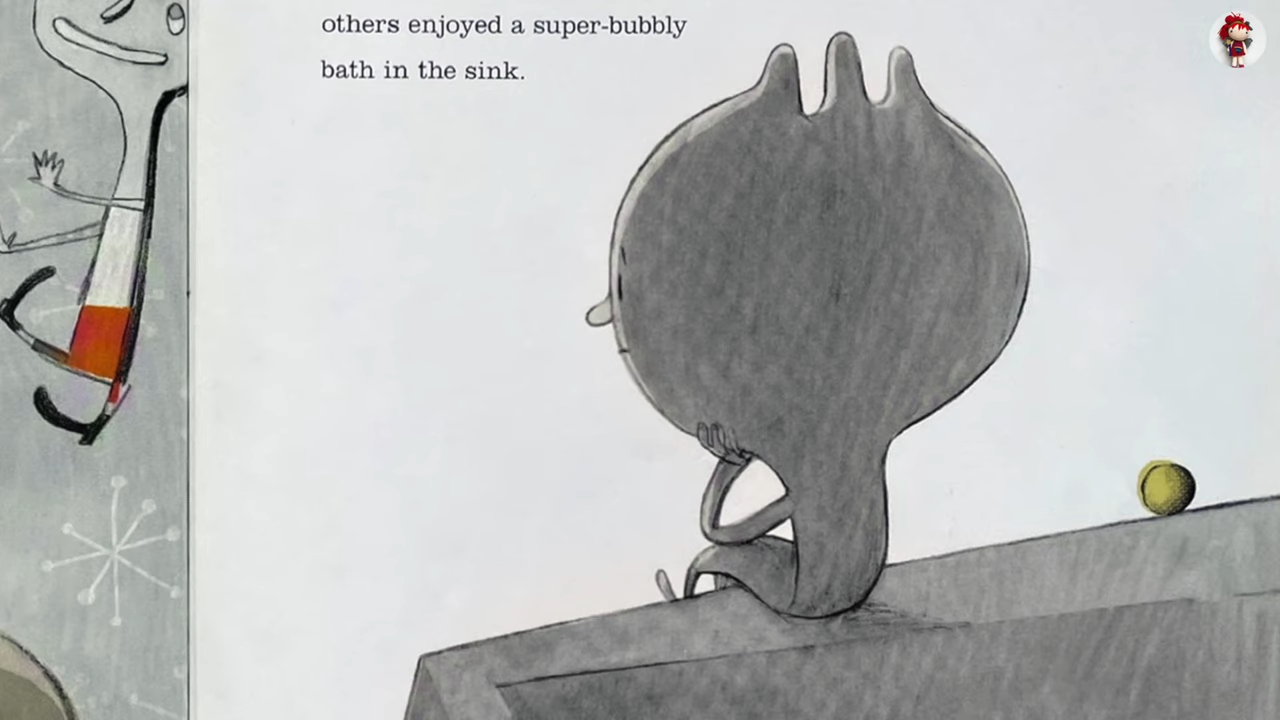 others enjoyed a super-bubbly
bath in the sink.